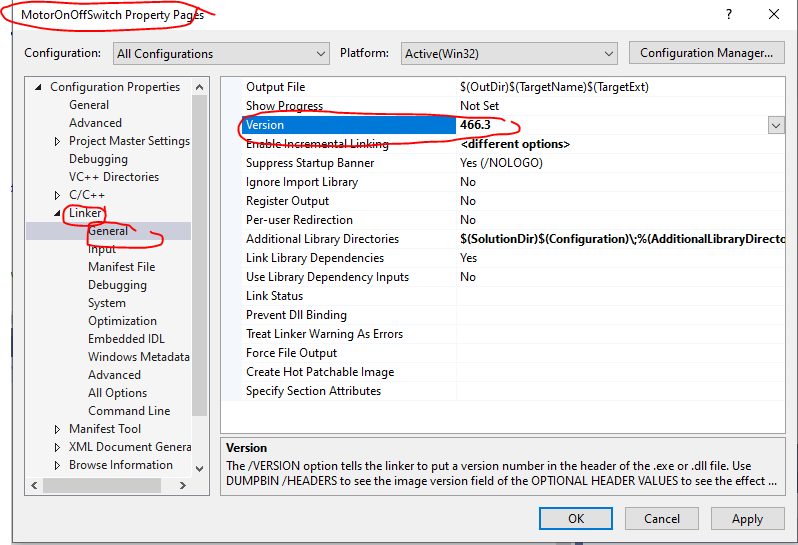 MotorOnOffSwitch Property Pages
?
Configuration: All Configurations Platform: Active(Win32) Configuration Manager...
Configuration Properties
General
Advanced
Project Master Settings
Debugging
VC++ Directories
C/C++
Linker
General
Input
Manifest File
Debugging
System
Optimization
Embedded IDL
Windows Metadata
Advanced
All Options
Command Line
Manifest Tool
XML Document Genera
Browse Information
Output File $(OutDir)$(TargetName)$(TargetExt)
Show Progress Not Set
Version 466.3
Enable Incremental Linking <different options>
Suppress Startup Banner Yes (/NOLOGO)
Ignore Import Library No
Register Output No
Per-user Redirection No
Additional Library Directories $(SolutionDir)$(Configuration)\;%(AdditionalLibraryDirecto
Link Library Dependencies Yes
Use Library Dependency Inputs No
Link Status
Prevent Dll Binding
Treat Linker Warning As Errors
Force File Output
Create Hot Patchable Image
Specify Section Attributes
Version
The /VERSION option tells the linker to put a version number in the header of the .exe or .dll file. Use
DUMPBIN /HEADERS to see the image version field of the OPTIONAL HEADER VALUES to see the effect ...
OK Cancel Apply